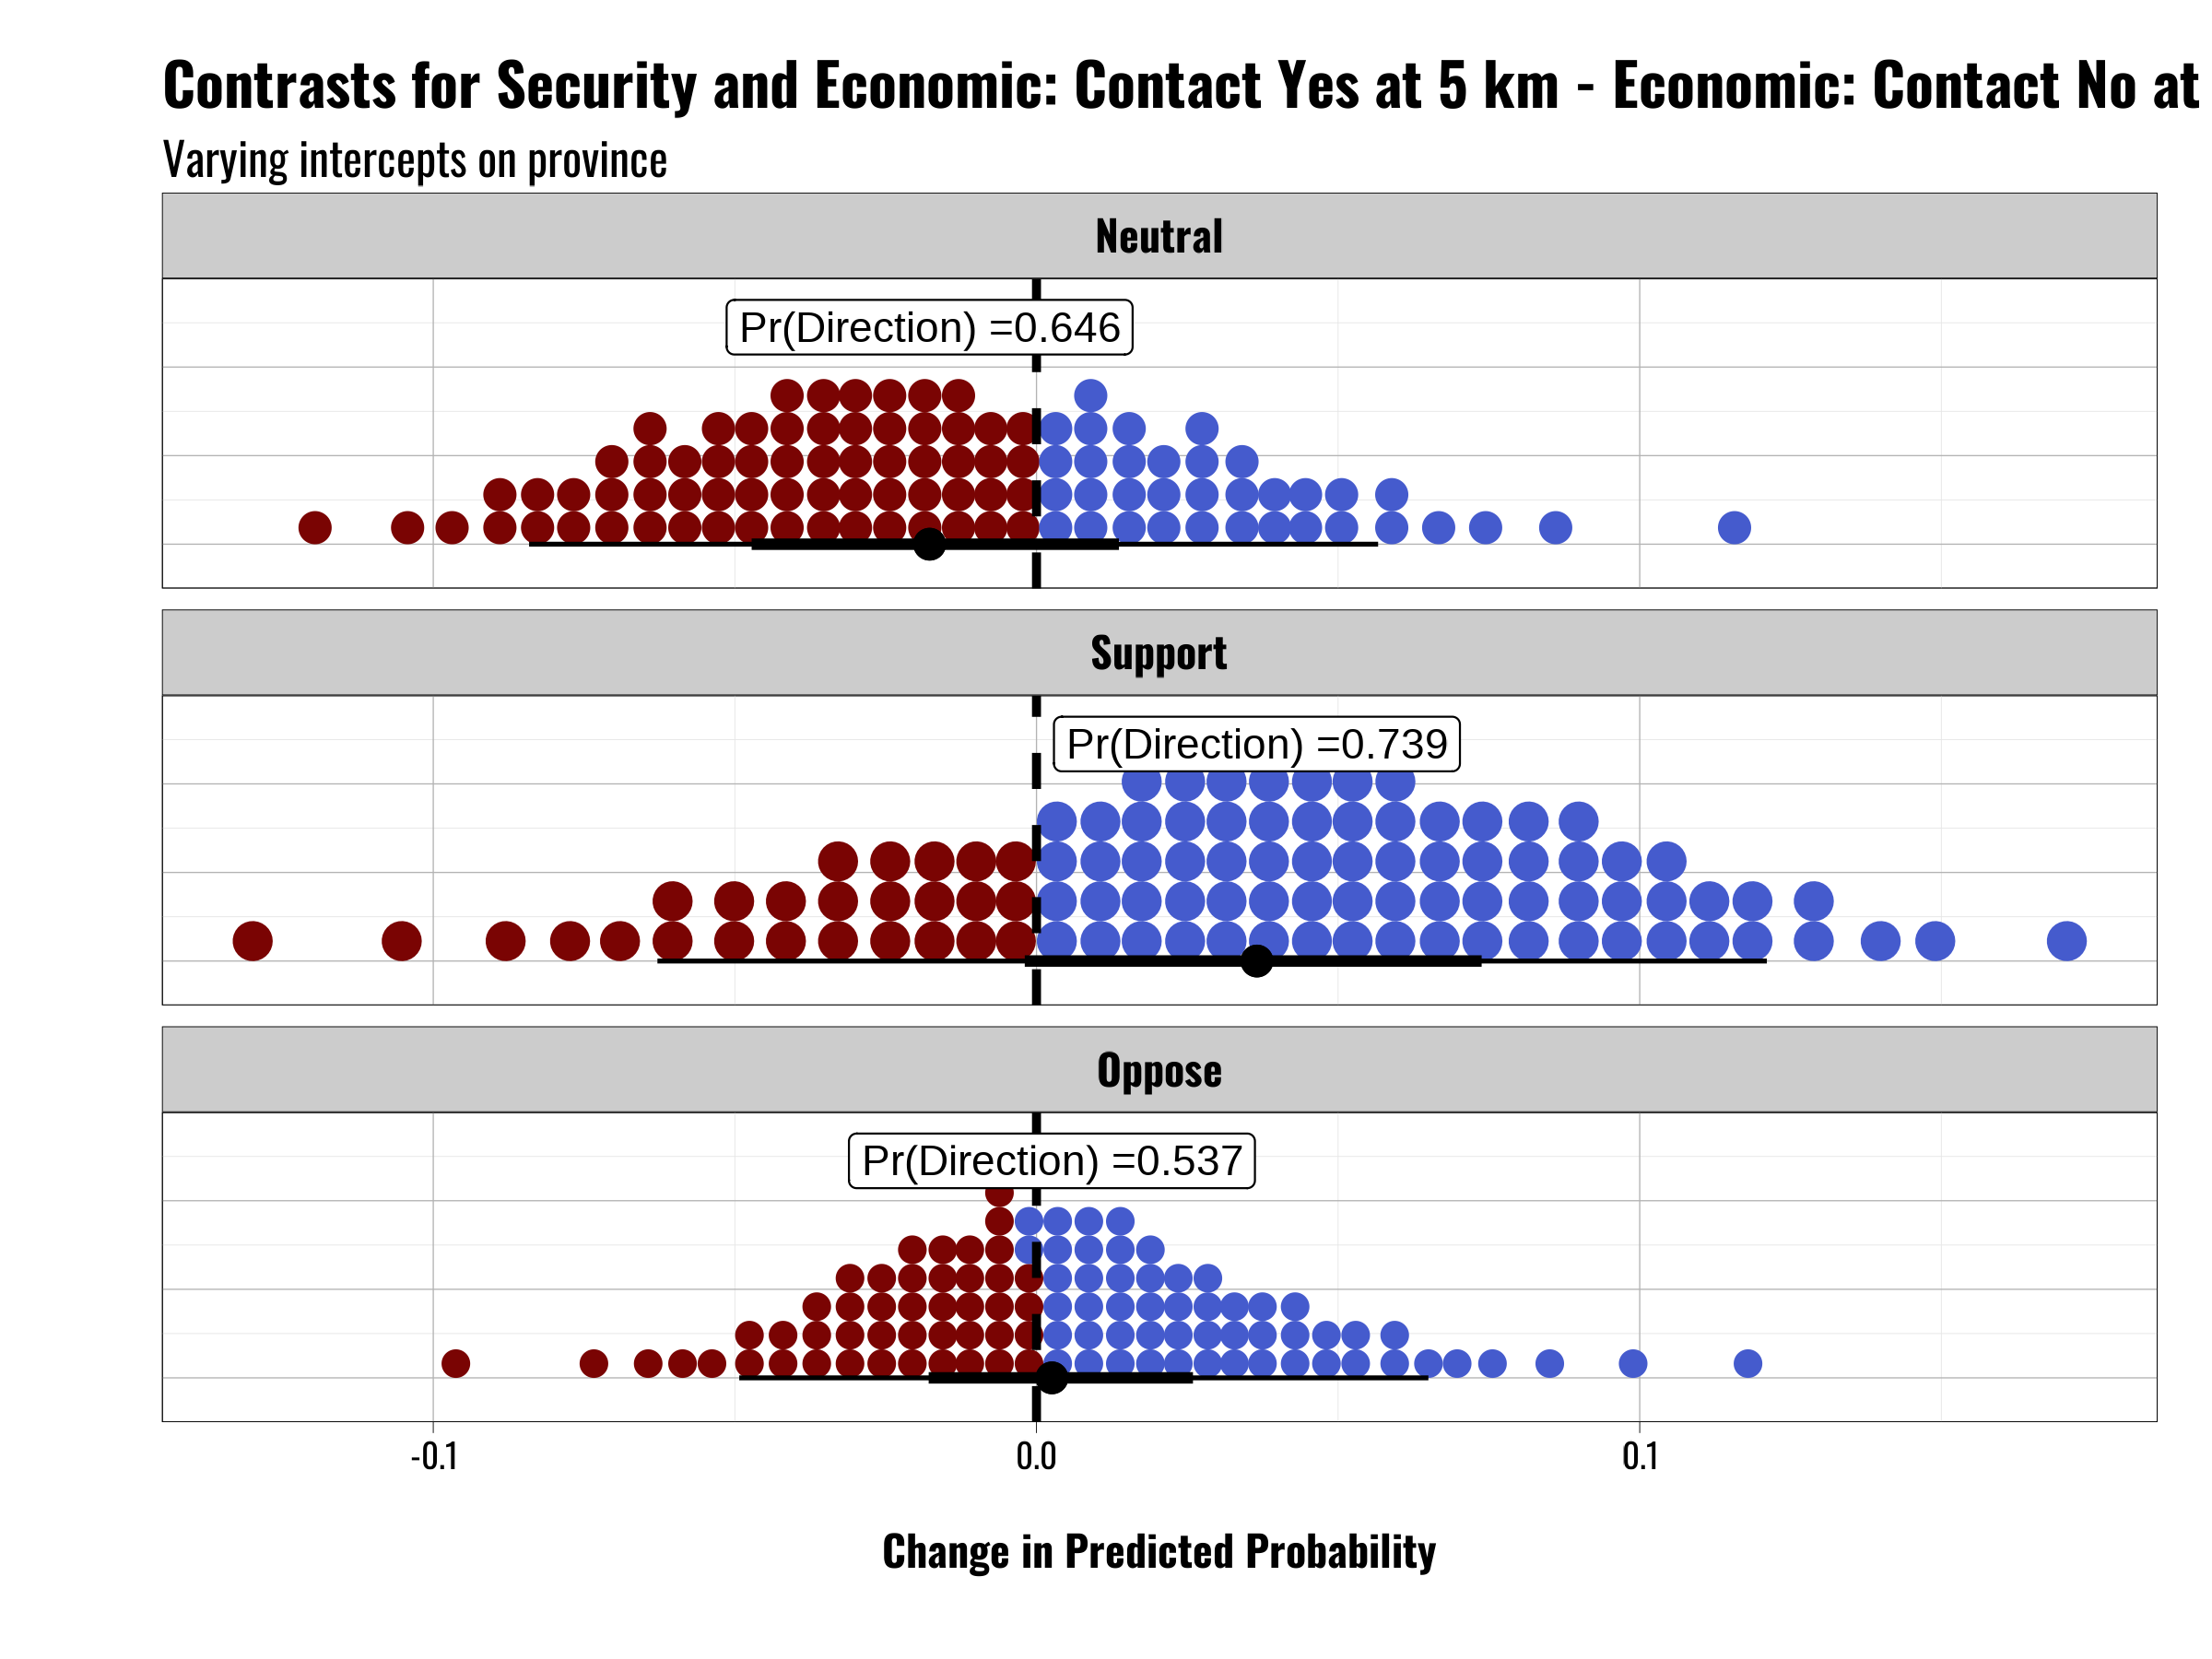 Contrasts for Security and Economic: Contact Yes at 5 km - Economic: Contact No at
Varying intercepts on province
Neutral
Pr(Direction) =0.646
Support
Pr(Direction) =0.739
Oppose
Pr(Direction) =0.537
-0.1 0.0 0.1
Change in Predicted Probability